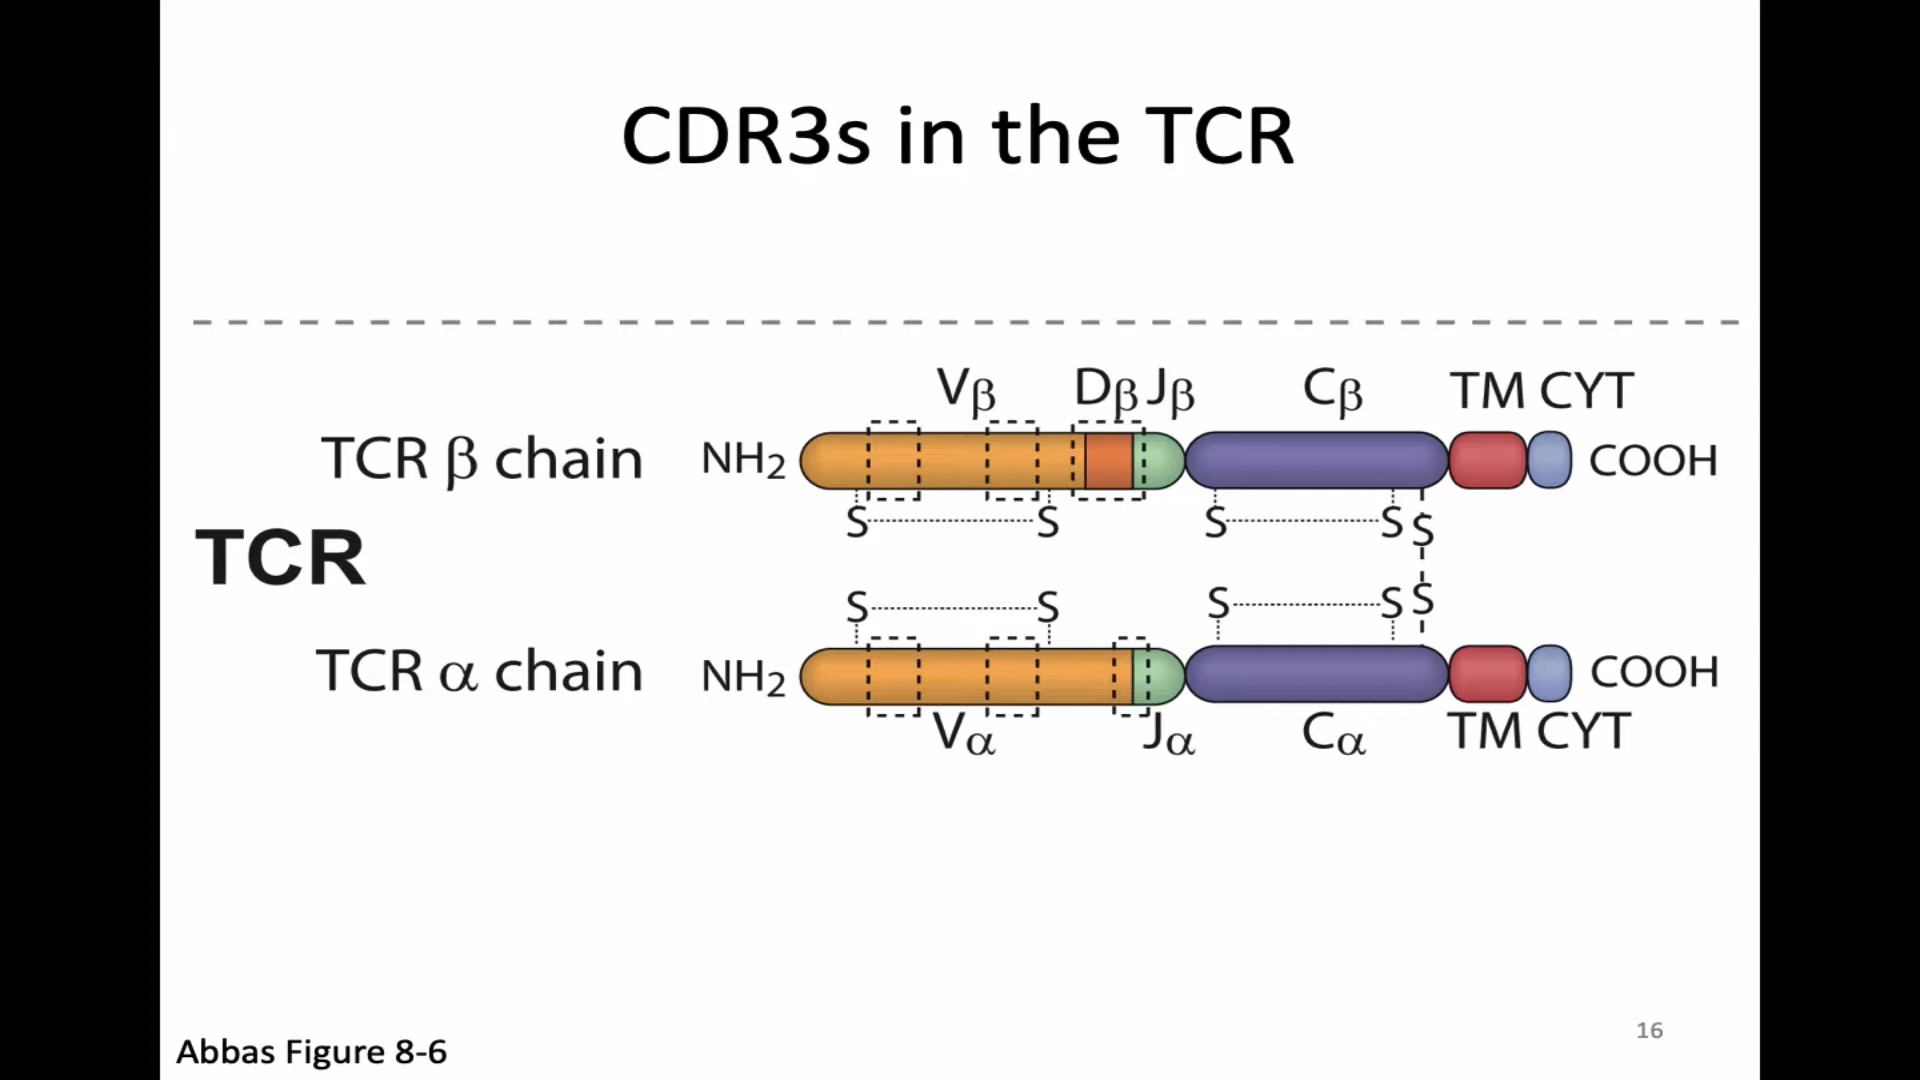 CDR3s in the TCR
Vβ Dβ Jβ Cβ TM CYT
TCR β chain NH2 COOH
S S S S S
TCR
S S S S S
TCR α chain NH2 COOH
Vα Jα Cα TM CYT
16
Abbas Figure 8-6